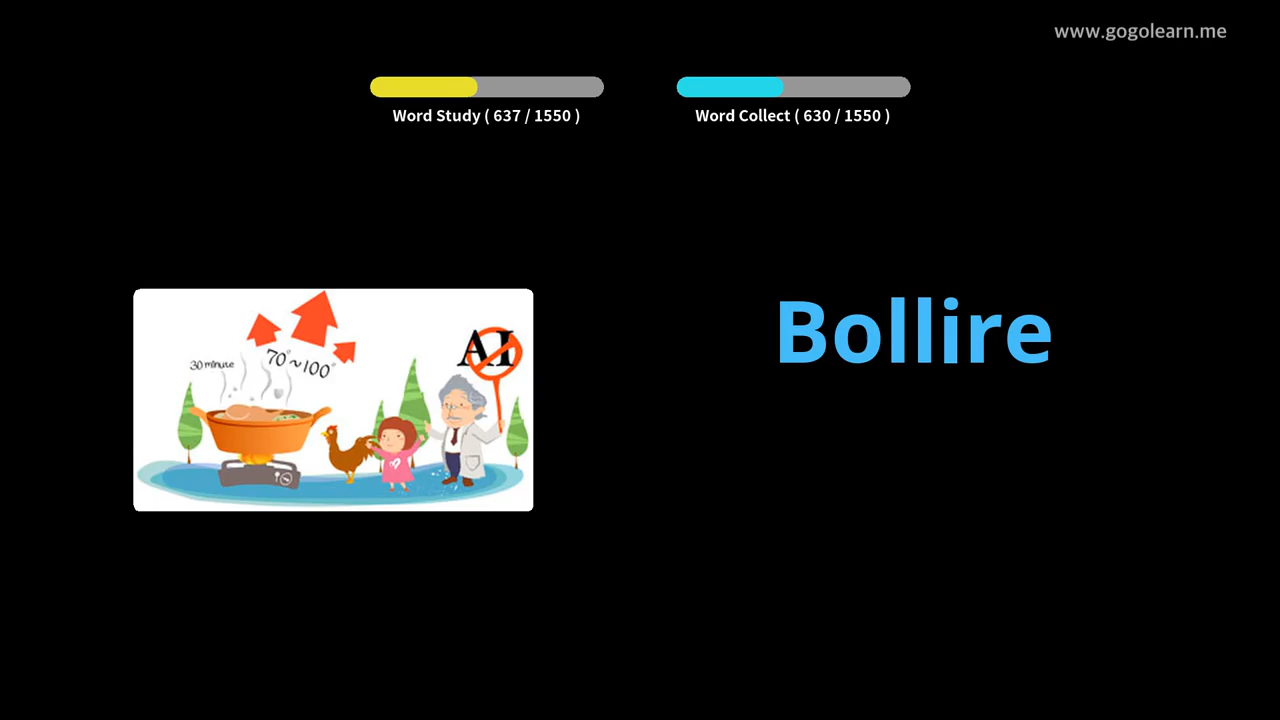 www.gogolearn.me
Word Study ( 637 / 1550 )
Word Collect ( 630 / 1550 )
Bollire
AI
30 minute
70°~100°